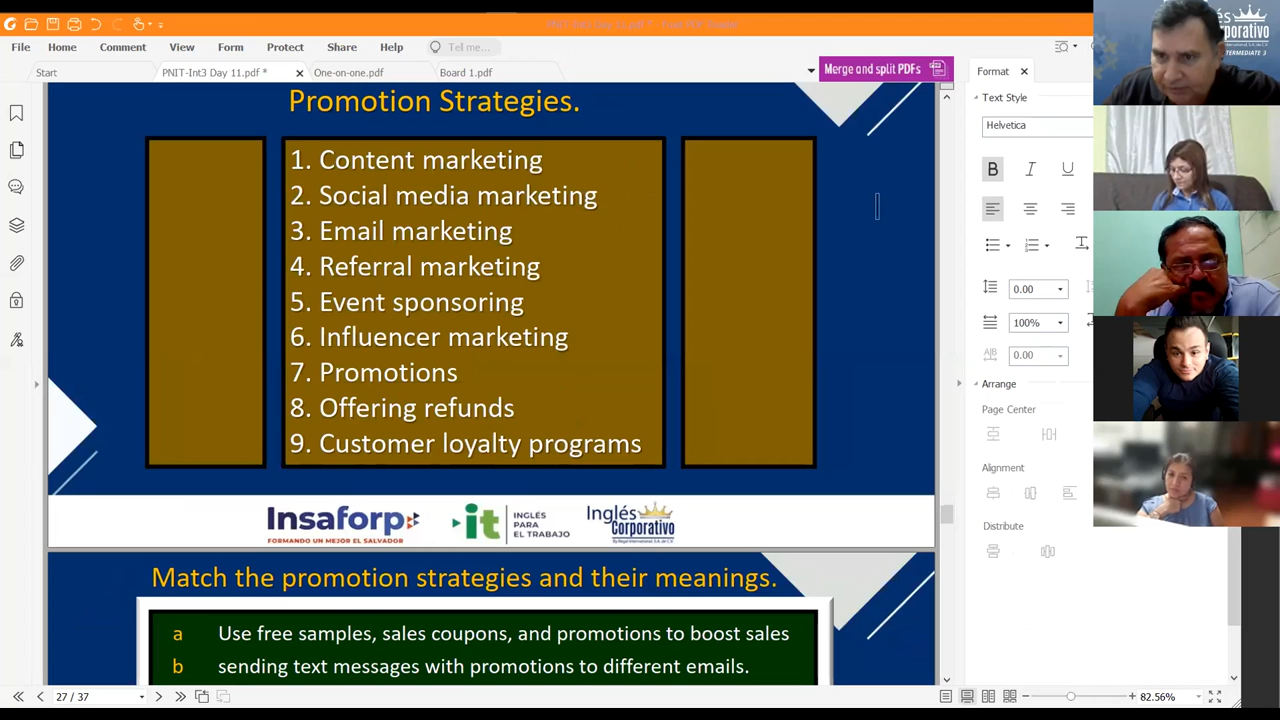 File Home Comment View Form Protect Share Help Tell me...
Start PNIT-Int3 Day 11.pdf * One-on-one.pdf Board 1.pdf Merge and split PDFs
Promotion Strategies.
1. Content marketing
2. Social media marketing
3. Email marketing
4. Referral marketing
5. Event sponsoring
6. Influencer marketing
7. Promotions
8. Offering refunds
9. Customer loyalty programs
Insaforp
FORMANDO UN MEJOR EL SALVADOR
it INGLÉS PARA EL TRABAJO
Inglés Corporativo
Match the promotion strategies and their meanings.
a Use free samples, sales coupons, and promotions to boost sales
b sending text messages with promotions to different emails.
27 / 37
82.56%
Format
Text Style
Helvetica
B I U
0.00
100%
0.00
Arrange
Page Center
Alignment
Distribute